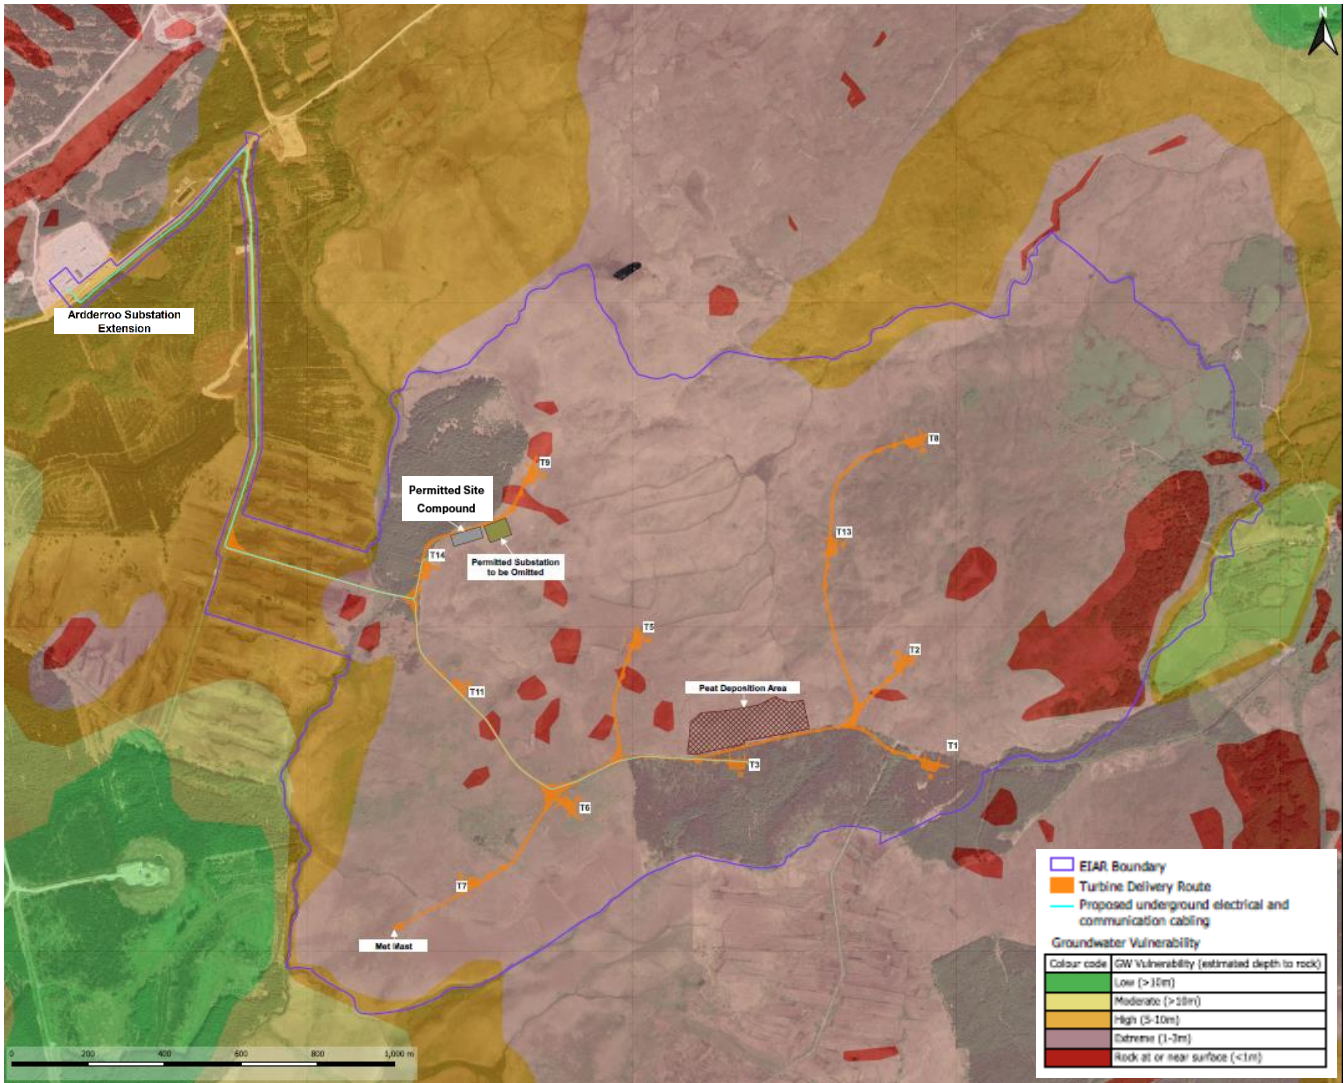 N
Ardderroo Substation
Extension
T8
T9
Permitted Site
Compound
T13
T14
Permitted Substation
to be Omitted
T5
T2
T11
Peat Deposition Area
T1
T3
T6
T7
Met Mast
EIAR Boundary
Turbine Delivery Route
Proposed underground electrical and
communication cabling
Groundwater Vulnerability
Colour code GW Vulnerability (estimated depth to rock)
Low (>10m)
Moderate (>10m)
High (5-10m)
Extreme (1-3m)
Rock at or near surface (<1m)
0 200 400 600 800 1,000 m